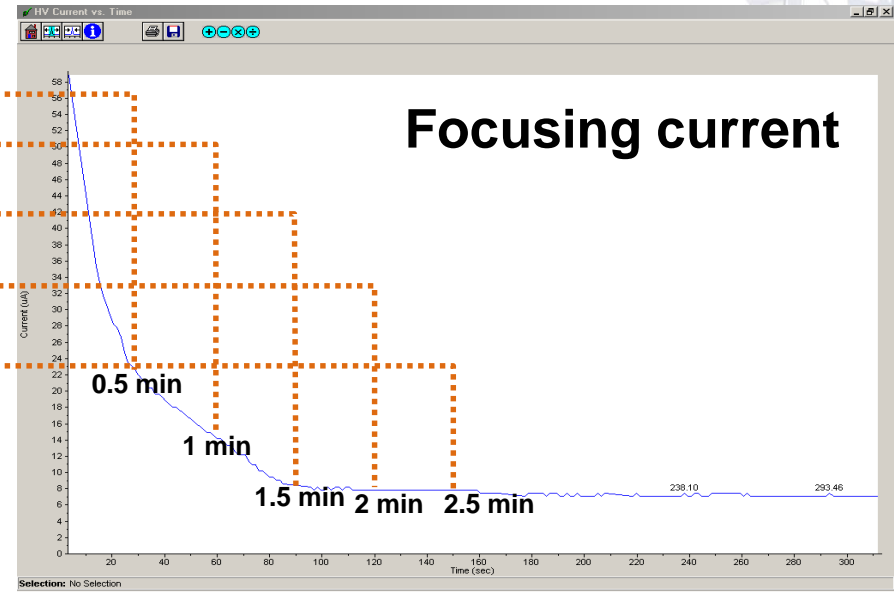 HV Current vs. Time
Focusing current
58
56
54
52
50
48
46
44
42
40
38
36
34
32
30
28
26
24
22
20
18
16
14
12
10
8
6
4
2
0
Current (uA)
0.5 min
1 min
1.5 min
2 min
2.5 min
238.10
293.46
20 40 60 80 100 120 140 160 180 200 220 240 260 280 300
Time (sec)
Selection: No Selection